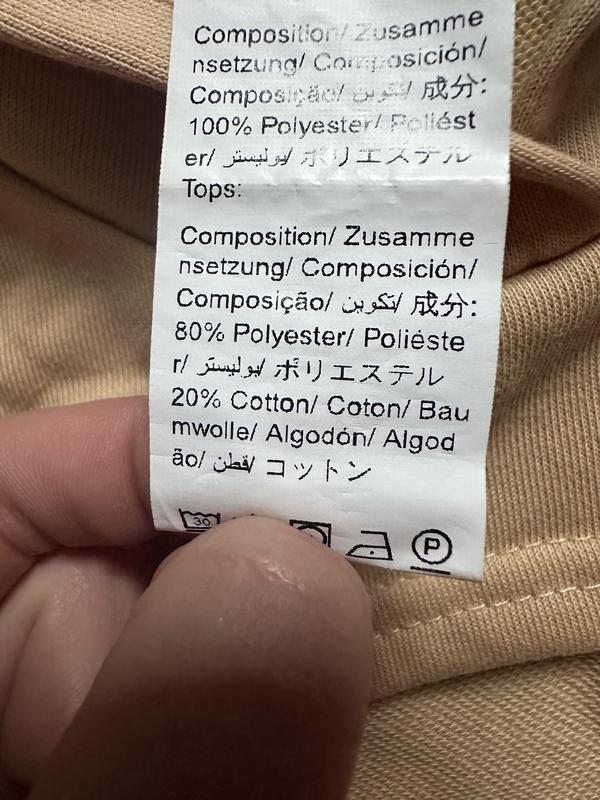 Composition/ Zusamme
nsetzung/ Composición/
Composição/ تكوين/ 成分:
100% Polyester/ Poliést
er/ بوليستر/ ポリエステル
Tops:
Composition/ Zusamme
nsetzung/ Composición/
Composição/ تكوين/ 成分:
80% Polyester/ Poliéste
r/ بوليستر/ ポリエステル
20% Cotton/ Coton/ Bau
mwolle/ Algodón/ Algod
ão/ قطن/ コットン
30 P